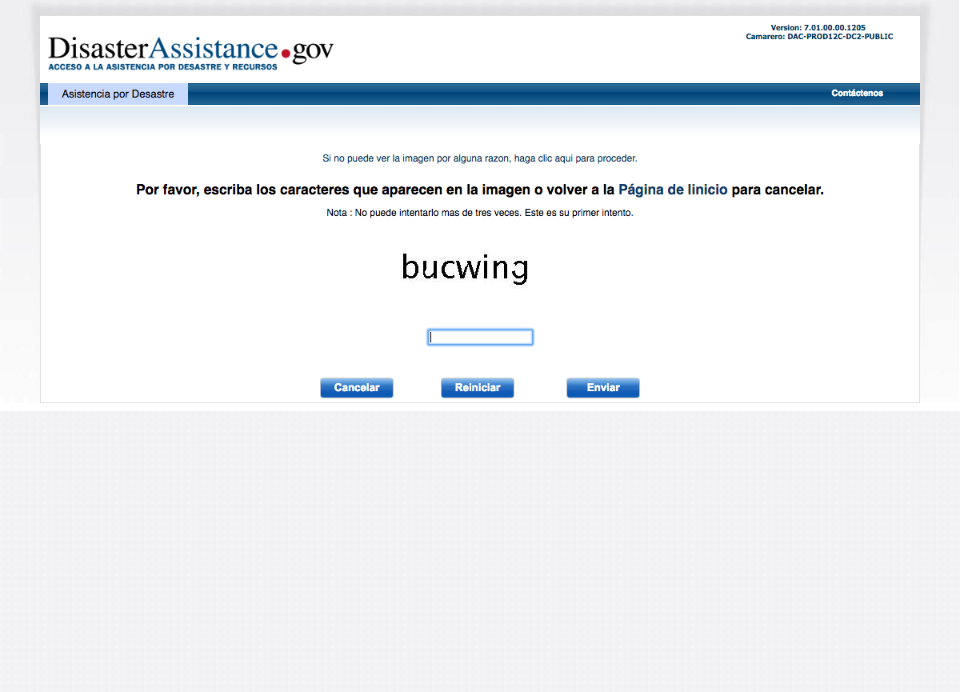 DisasterAssistance.gov
ACCESO A LA ASISTENCIA POR DESASTRE Y RECURSOS
Version: 7.01.00.00.1205
Camarero: DAC-PROD12C-DC2-PUBLIC
Asistencia por Desastre
Contáctenos
Si no puede ver la imagen por alguna razon, haga clic aqui para proceder.
Por favor, escriba los caracteres que aparecen en la imagen o volver a la Página de Iinicio para cancelar.
Nota : No puede intentarlo mas de tres veces. Este es su primer intento.
bucwing
Cancelar Reiniciar Enviar